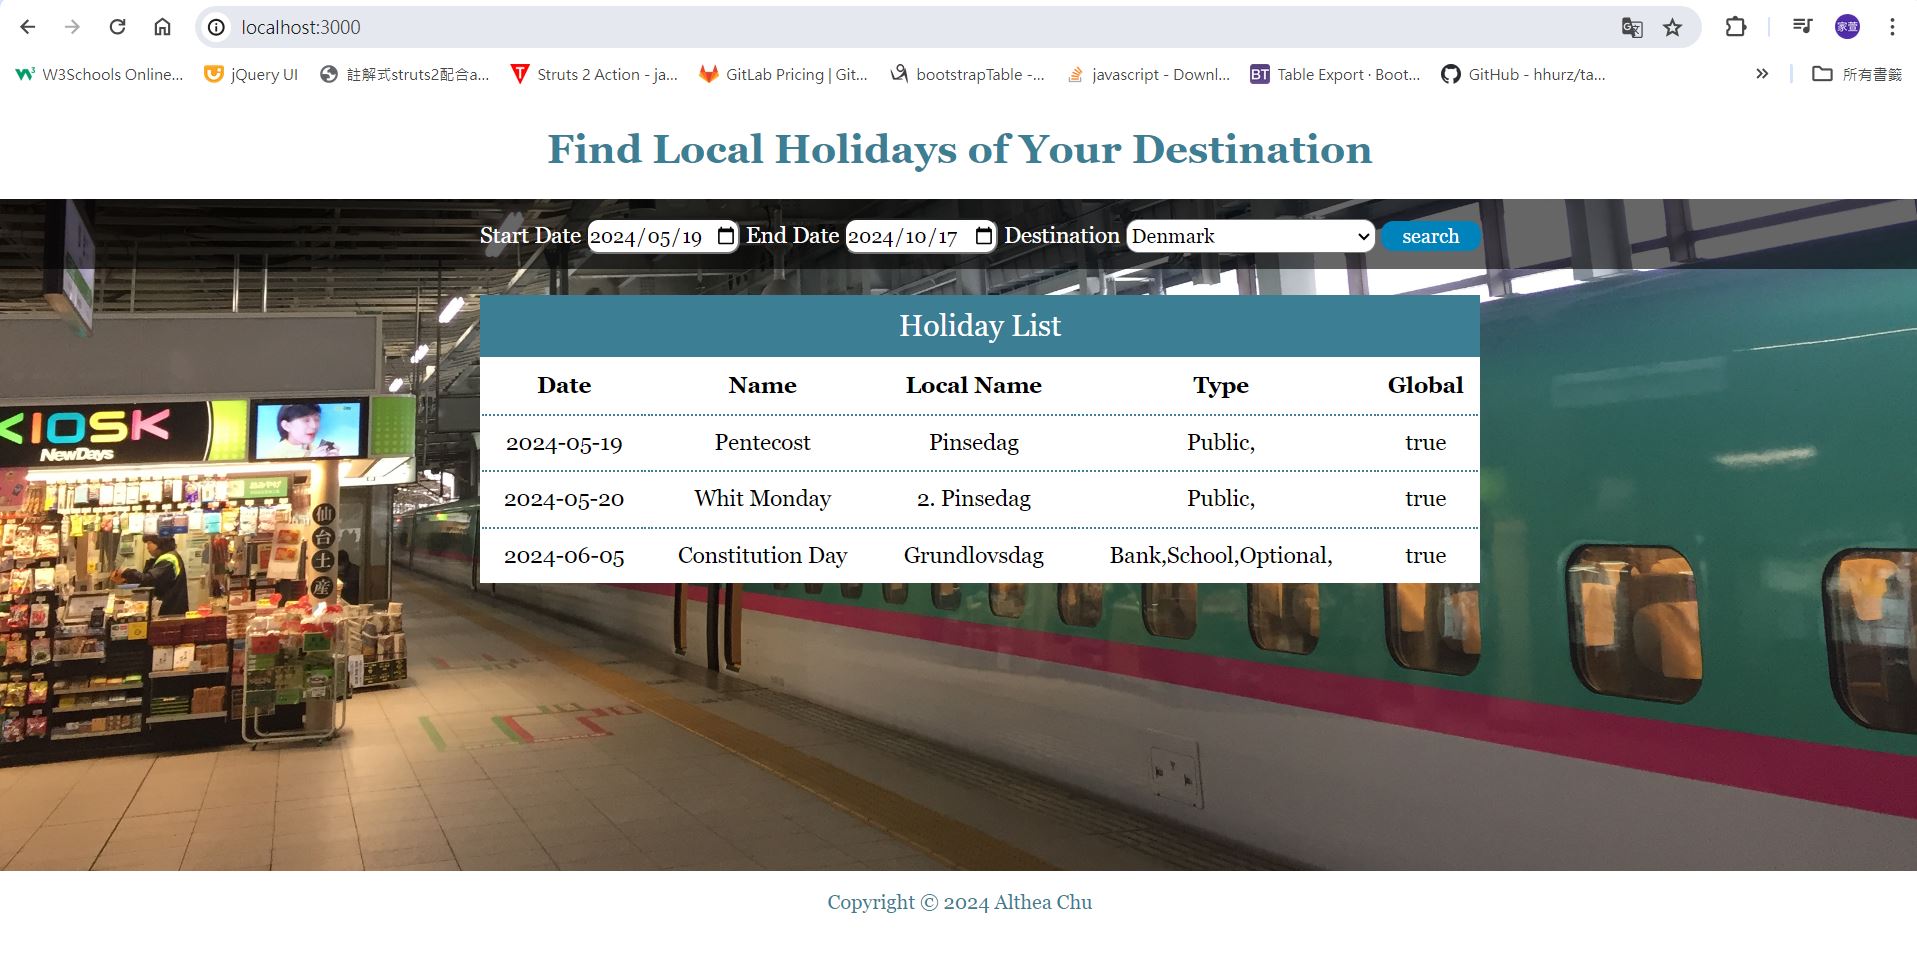 localhost:3000
家萱
W3Schools Online...
jQuery UI
註解式struts2配合a...
Struts 2 Action - ja...
GitLab Pricing | Git...
bootstrapTable -...
javascript - Downl...
BT Table Export · Boot...
GitHub - hhurz/ta...
所有書籤
Find Local Holidays of Your Destination
Start Date 2024/05/19 End Date 2024/10/17 Destination Denmark search
Holiday List
Date Name Local Name Type Global
2024-05-19 Pentecost Pinsedag Public, true
2024-05-20 Whit Monday 2. Pinsedag Public, true
2024-06-05 Constitution Day Grundlovsdag Bank,School,Optional, true
KIOSK
NewDays
仙台土産
Copyright © 2024 Althea Chu